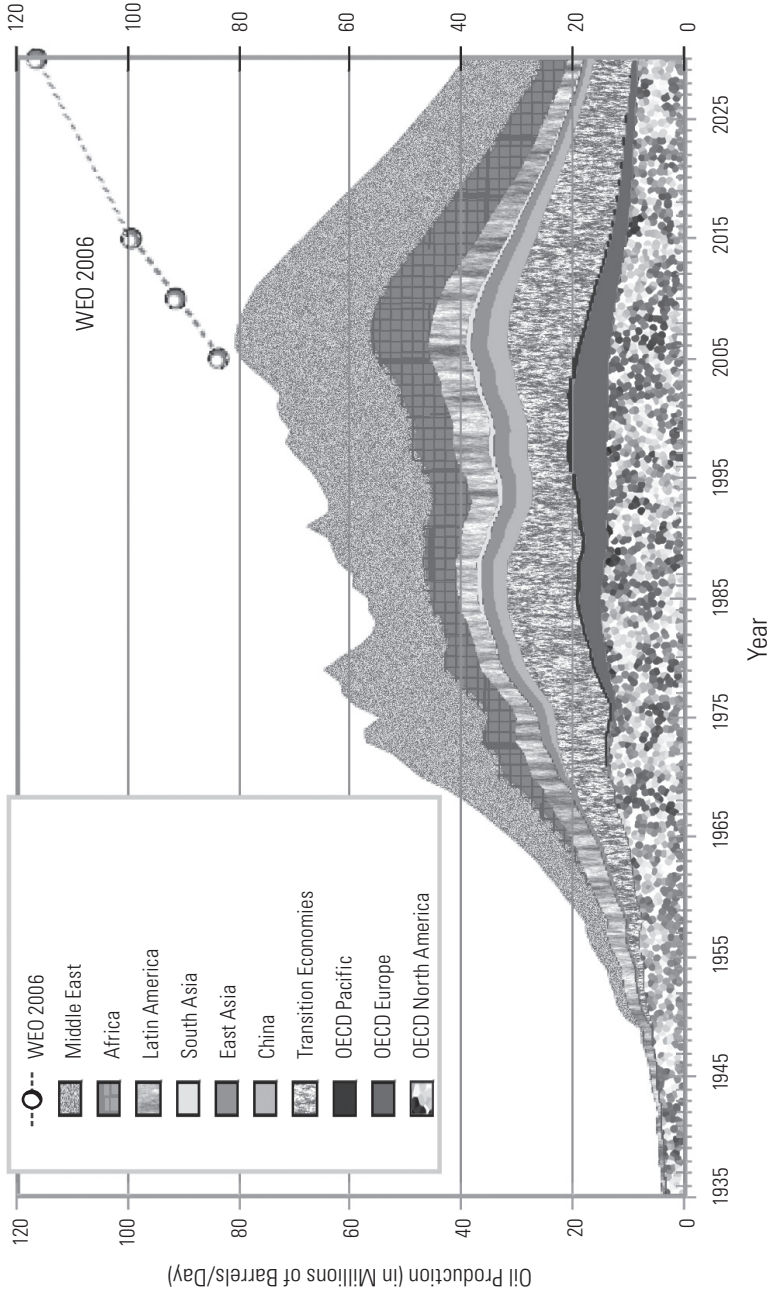 Oil Production (in Millions of Barrels/Day)
120
100
80
60
40
20
0
WEO 2006
Middle East
Africa
Latin America
South Asia
East Asia
China
Transition Economies
OECD Pacific
OECD Europe
OECD North America
WEO 2006
120
100
80
60
40
20
0
1935
1945
1955
1965
1975
1985
1995
2005
2015
2025
Year